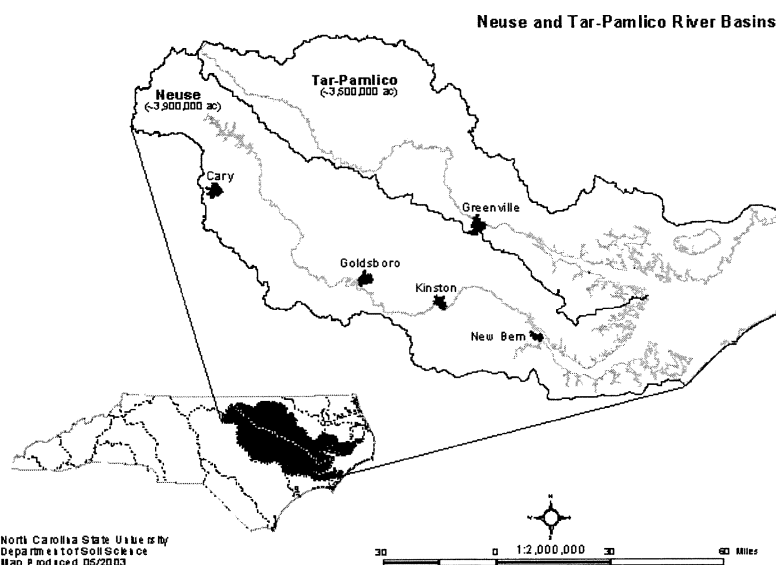 Neuse and Tar-Pamlico River Basins
Tar-Pamlico
(~3,500,000 ac)
Neuse
(~3,900,000 ac)
Cary
Greenville
Goldsboro
Kinston
New Bern
N
W E
S
North Carolina State University
Department of Soil Science
Map Produced 05/2003
1:2,000,000
30 0 30 60 Miles